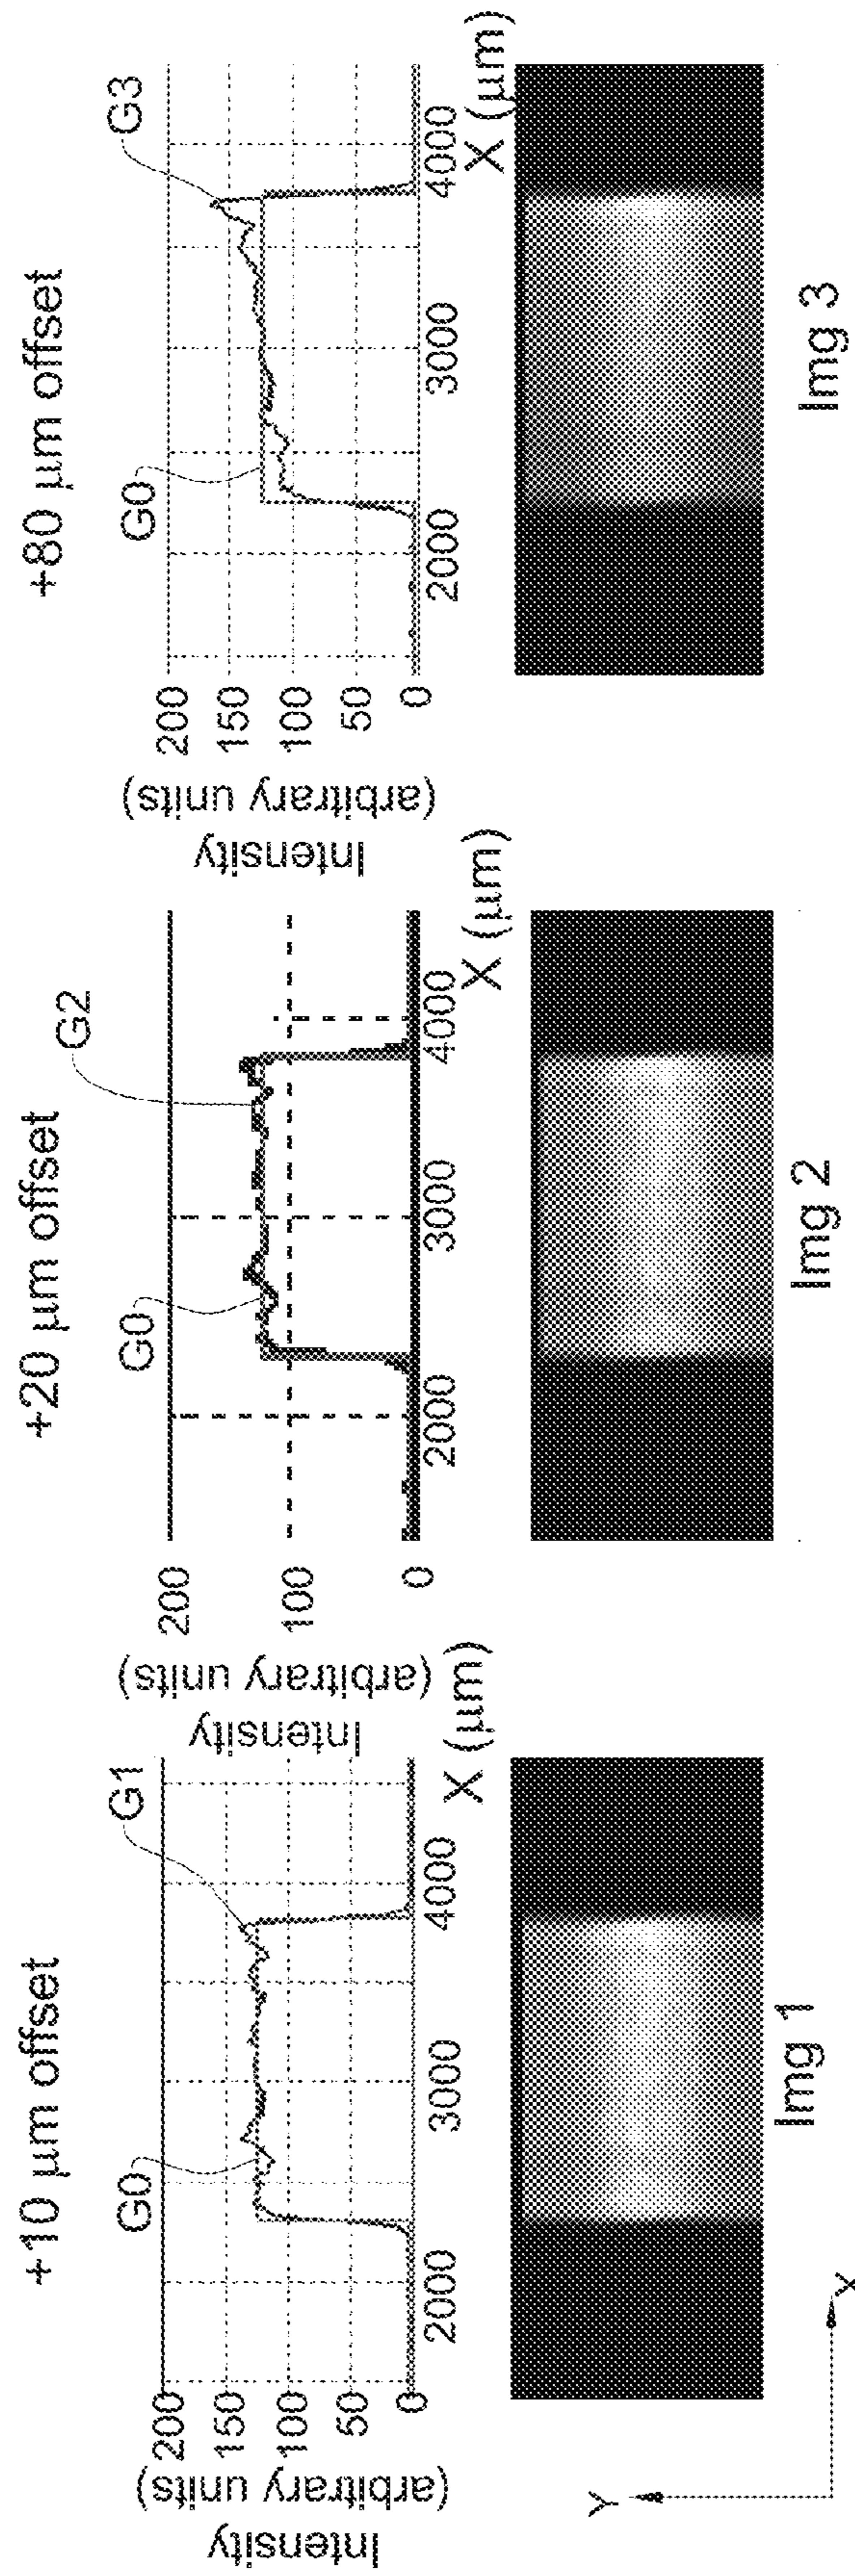 +10 µm offset
G0
G1
200
150
100
50
0
Intensity
(arbitrary units)
2000
3000
4000
X (µm)
Img 1
Y
X
+20 µm offset
G0
G2
200
100
0
Intensity
(arbitrary units)
2000
3000
4000
X (µm)
Img 2
+80 µm offset
G0
G3
200
150
100
50
0
Intensity
(arbitrary units)
2000
3000
4000
X (µm)
Img 3